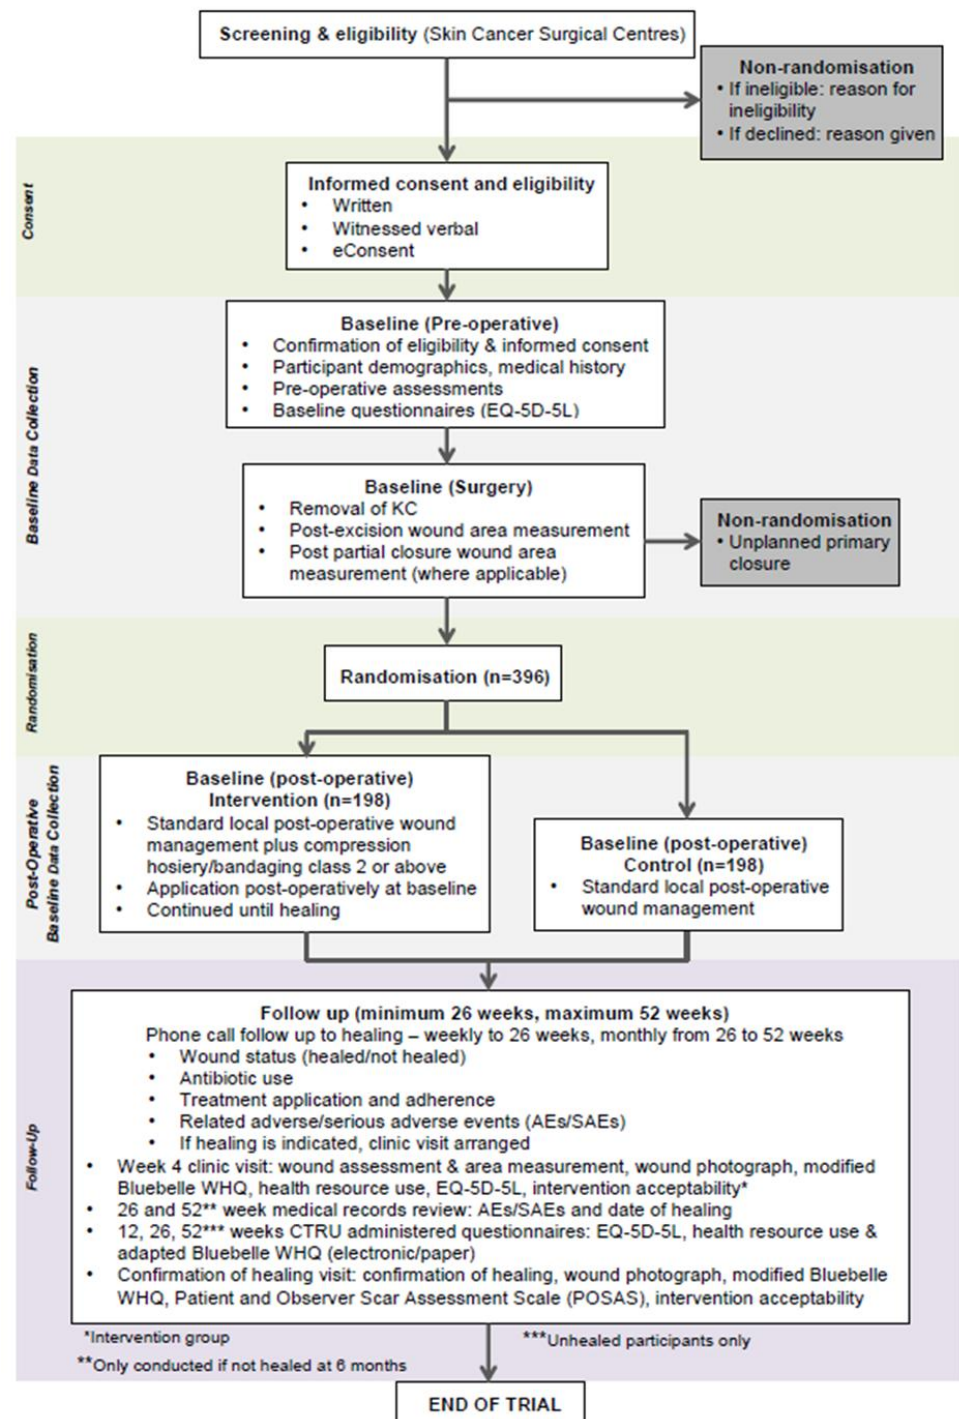 Screening & eligibility (Skin Cancer Surgical Centres)
Non-randomisation
• If ineligible: reason for
ineligibility
• If declined: reason given
Consent
Informed consent and eligibility
• Written
• Witnessed verbal
• eConsent
Baseline Data Collection
Baseline (Pre-operative)
• Confirmation of eligibility & informed consent
• Participant demographics, medical history
• Pre-operative assessments
• Baseline questionnaires (EQ-5D-5L)
Baseline (Surgery)
• Removal of KC
• Post-excision wound area measurement
• Post partial closure wound area
measurement (where applicable)
Non-randomisation
• Unplanned primary
closure
Randomisation
Randomisation (n=396)
Post-Operative
Baseline Data Collection
Baseline (post-operative)
Intervention (n=198)
• Standard local post-operative wound
management plus compression
hosiery/bandaging class 2 or above
• Application post-operatively at baseline
• Continued until healing
Baseline (post-operative)
Control (n=198)
• Standard local post-operative
wound management
Follow-Up
Follow up (minimum 26 weeks, maximum 52 weeks)
Phone call follow up to healing – weekly to 26 weeks, monthly from 26 to 52 weeks
• Wound status (healed/not healed)
• Antibiotic use
• Treatment application and adherence
• Related adverse/serious adverse events (AEs/SAEs)
• If healing is indicated, clinic visit arranged
• Week 4 clinic visit: wound assessment & area measurement, wound photograph, modified
Bluebelle WHQ, health resource use, EQ-5D-5L, intervention acceptability*
• 26 and 52** week medical records review: AEs/SAEs and date of healing
• 12, 26, 52*** weeks CTRU administered questionnaires: EQ-5D-5L, health resource use &
adapted Bluebelle WHQ (electronic/paper)
• Confirmation of healing visit: confirmation of healing, wound photograph, modified Bluebelle
WHQ, Patient and Observer Scar Assessment Scale (POSAS), intervention acceptability
*Intervention group
***Unhealed participants only
**Only conducted if not healed at 6 months
END OF TRIAL